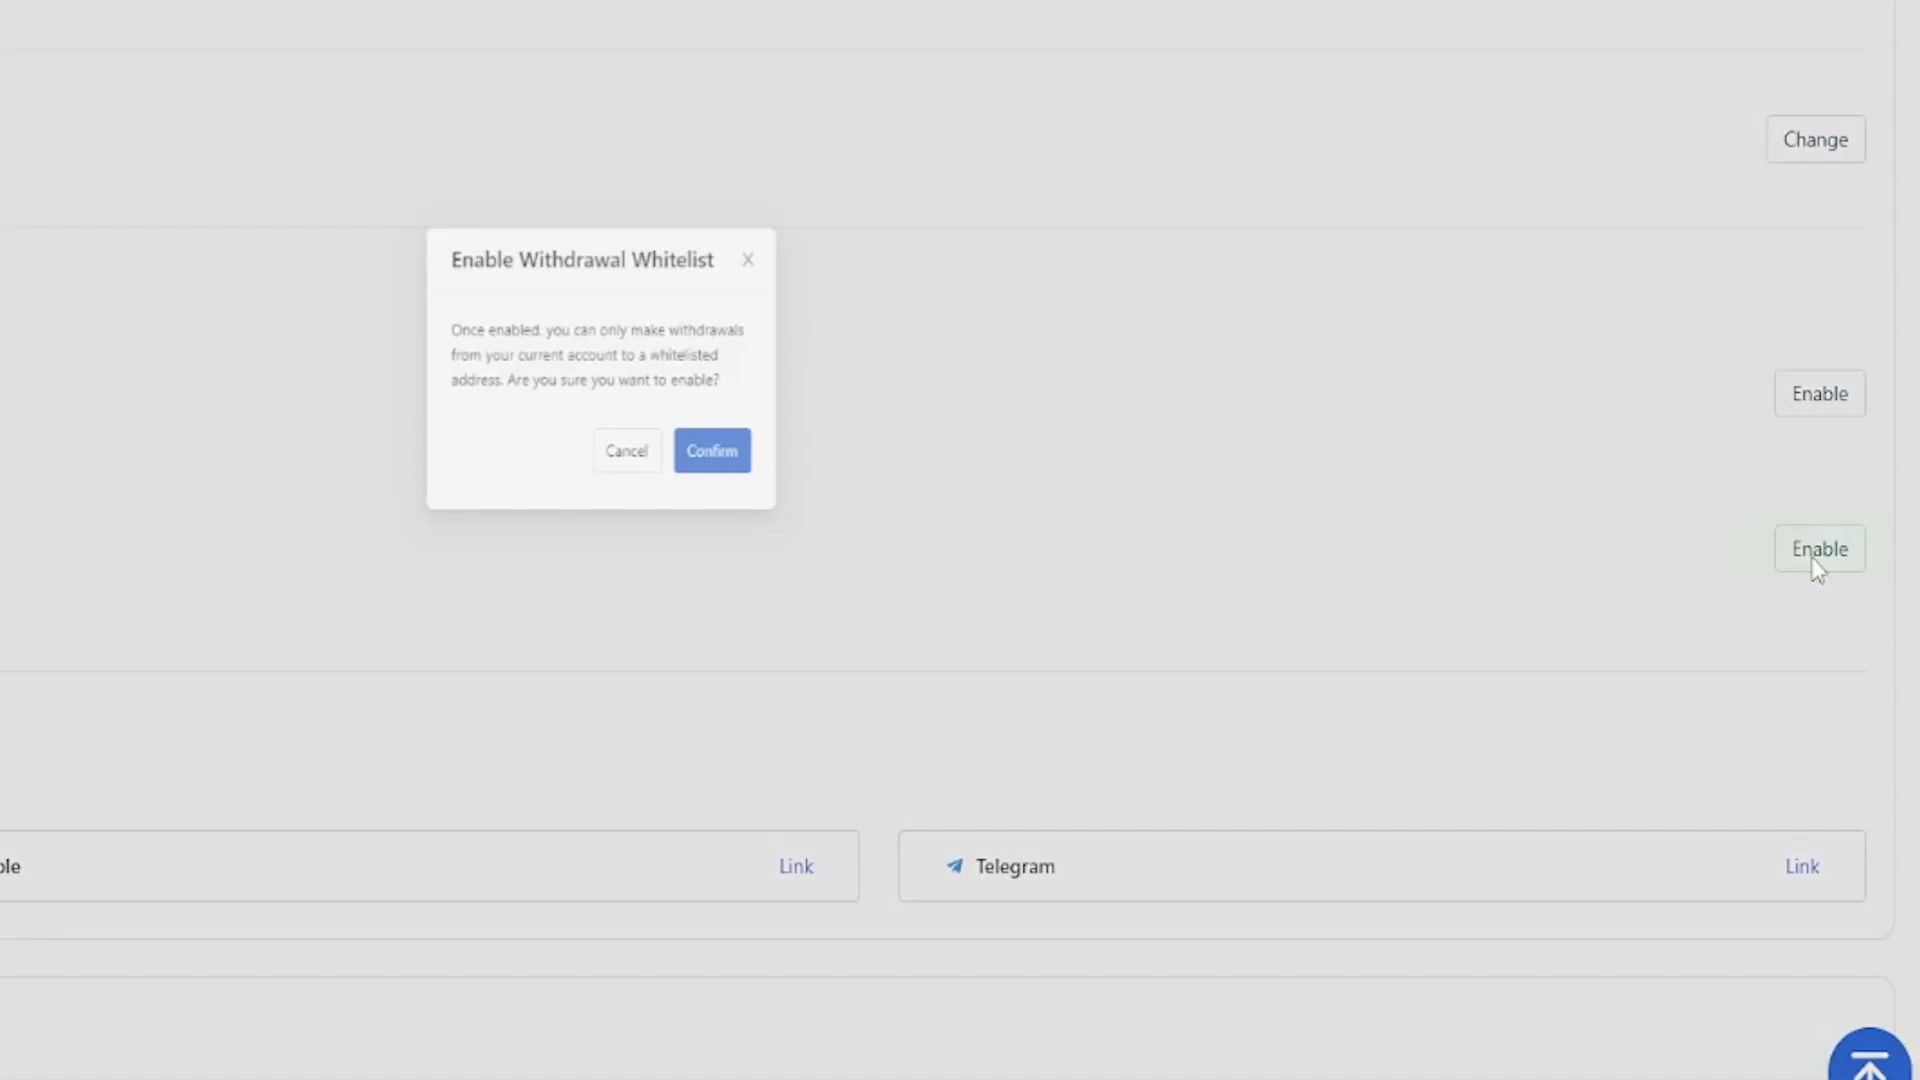 Change
Enable Withdrawal Whitelist
Once enabled, you can only make withdrawals
from your current account to a whitelisted
address. Are you sure you want to enable?
Cancel Confirm
Enable
Enable
Link
Telegram Link